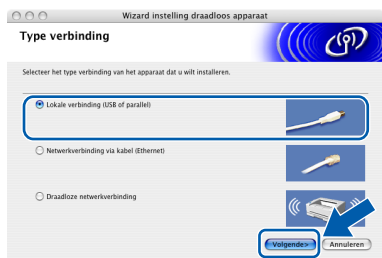 Wizard instelling draadloos apparaat
Type verbinding
Selecteer het type verbinding van het apparaat dat u wilt installeren.
Lokale verbinding (USB of parallel)
Netwerkverbinding via kabel (Ethernet)
Draadloze netwerkverbinding
Volgende> Annuleren